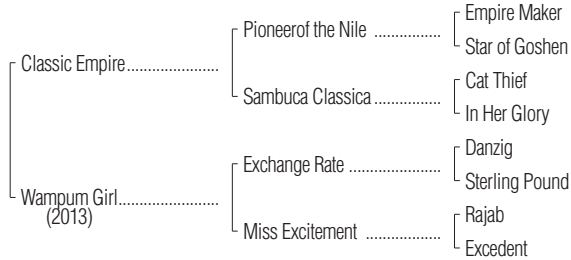 Empire Maker
Pioneerof the Nile ................
Star of Goshen
Classic Empire......................
Cat Thief
Sambuca Classica................
In Her Glory
Danzig
Exchange Rate ......................
Sterling Pound
Wampum Girl........................
(2013)
Rajab
Miss Excitement ..................
Excedent